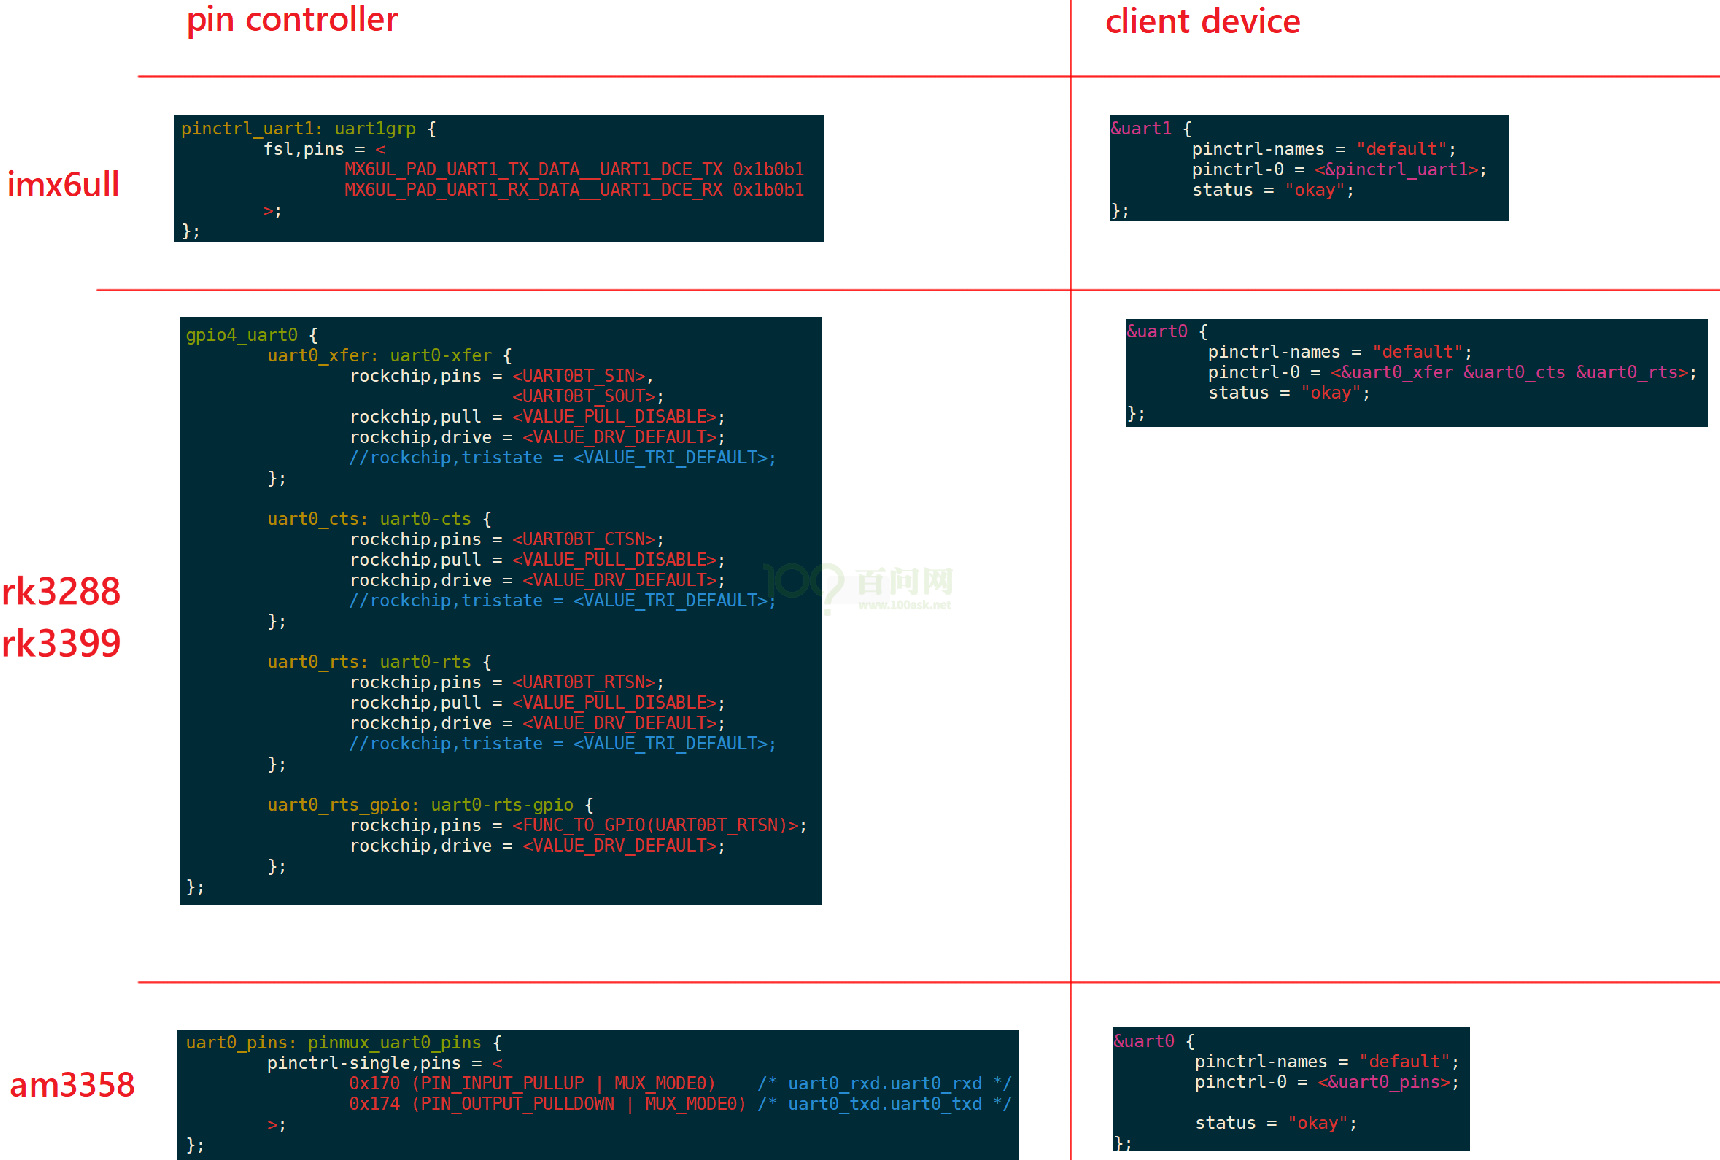 pin controller
client device
imx6ull
pinctrl_uart1: uart1grp {
fsl,pins = <
MX6UL_PAD_UART1_TX_DATA__UART1_DCE_TX 0x1b0b1
MX6UL_PAD_UART1_RX_DATA__UART1_DCE_RX 0x1b0b1
>;
};
&uart1 {
pinctrl-names = "default";
pinctrl-0 = <&pinctrl_uart1>;
status = "okay";
};
rk3288
rk3399
gpio4_uart0 {
uart0_xfer: uart0-xfer {
rockchip,pins = <UART0BT_SIN>,
<UART0BT_SOUT>;
rockchip,pull = <VALUE_PULL_DISABLE>;
rockchip,drive = <VALUE_DRV_DEFAULT>;
//rockchip,tristate = <VALUE_TRI_DEFAULT>;
};
uart0_cts: uart0-cts {
rockchip,pins = <UART0BT_CTSN>;
rockchip,pull = <VALUE_PULL_DISABLE>;
rockchip,drive = <VALUE_DRV_DEFAULT>;
//rockchip,tristate = <VALUE_TRI_DEFAULT>;
};
uart0_rts: uart0-rts {
rockchip,pins = <UART0BT_RTSN>;
rockchip,pull = <VALUE_PULL_DISABLE>;
rockchip,drive = <VALUE_DRV_DEFAULT>;
//rockchip,tristate = <VALUE_TRI_DEFAULT>;
};
uart0_rts_gpio: uart0-rts-gpio {
rockchip,pins = <FUNC_TO_GPIO(UART0BT_RTSN)>;
rockchip,drive = <VALUE_DRV_DEFAULT>;
};
};
&uart0 {
pinctrl-names = "default";
pinctrl-0 = <&uart0_xfer &uart0_cts &uart0_rts>;
status = "okay";
};
百问网
www.100ask.net
am3358
uart0_pins: pinmux_uart0_pins {
pinctrl-single,pins = <
0x170 (PIN_INPUT_PULLUP | MUX_MODE0) /* uart0_rxd.uart0_rxd */
0x174 (PIN_OUTPUT_PULLDOWN | MUX_MODE0) /* uart0_txd.uart0_txd */
>;
};
&uart0 {
pinctrl-names = "default";
pinctrl-0 = <&uart0_pins>;
status = "okay";
};